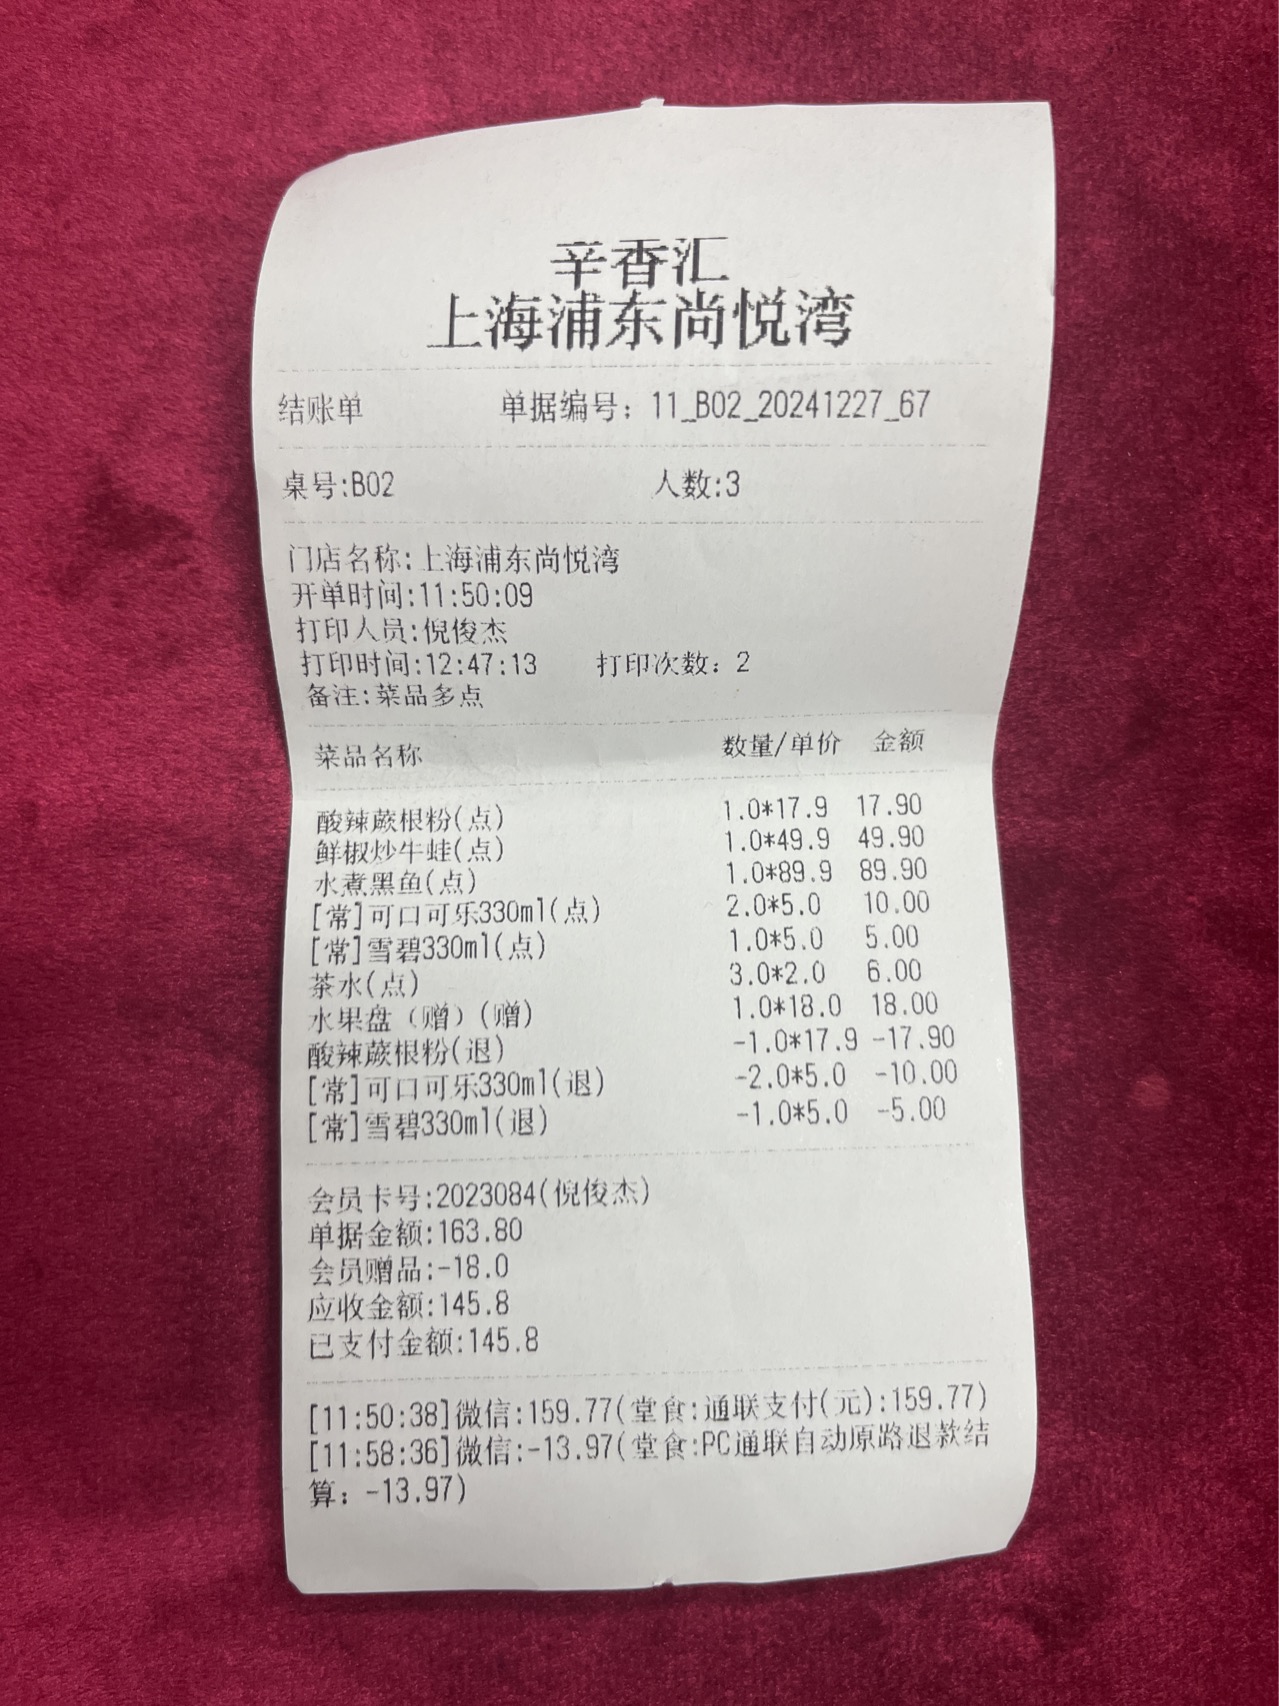 辛香汇
上海浦东尚悦湾
结账单 单据编号：11_B02_20241227_67
桌号:B02 人数:3
门店名称:上海浦东尚悦湾
开单时间:11:50:09
打印人员:倪俊杰
打印时间:12:47:13 打印次数：2
备注:菜品多点
菜品名称 数量/单价 金额
酸辣蕨根粉(点) 1.0*17.9 17.90
鲜椒炒牛蛙(点) 1.0*49.9 49.90
水煮黑鱼(点) 1.0*89.9 89.90
[常]可口可乐330ml(点) 2.0*5.0 10.00
[常]雪碧330ml(点) 1.0*5.0 5.00
茶水(点) 3.0*2.0 6.00
水果盘（赠）(赠) 1.0*18.0 18.00
酸辣蕨根粉(退) -1.0*17.9 -17.90
[常]可口可乐330ml(退) -2.0*5.0 -10.00
[常]雪碧330ml(退) -1.0*5.0 -5.00
会员卡号:2023084(倪俊杰)
单据金额:163.80
会员赠品:-18.0
应收金额:145.8
已支付金额:145.8
[11:50:38]微信:159.77(堂食:通联支付(元):159.77)
[11:58:36]微信:-13.97(堂食:PC通联自动原路退款结
算：-13.97)